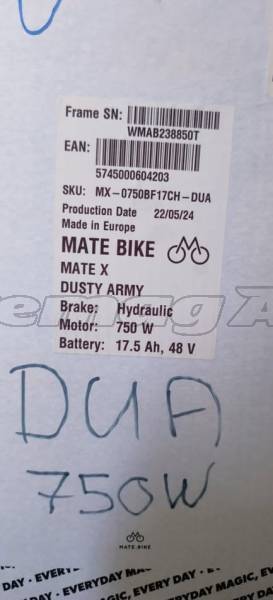 Frame SN:
WMAB238850T
EAN:
5745000604203
SKU: MX-0750BF17CH-DUA
Production Date 22/05/24
Made in Europe
MATE BIKE
MATE X
DUSTY ARMY
Brake: Hydraulic
Motor: 750 W
Battery: 17.5 Ah, 48 V
DUA
750W
MATE.BIKE
DAY - EVERYDAY MAGIC, EVERY DAY
EVERYDAY MAGIC,